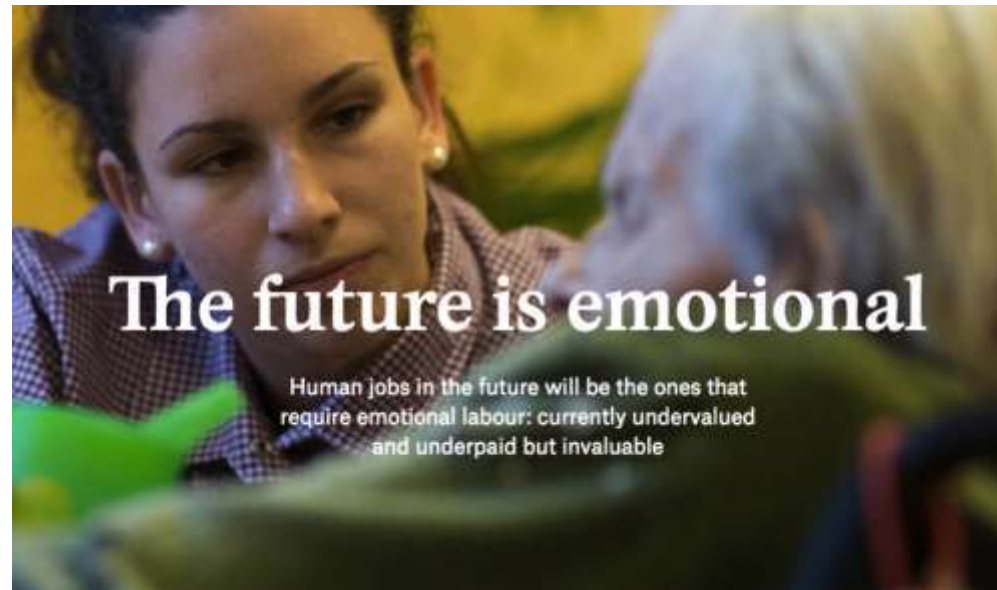 The future is emotional
Human jobs in the future will be the ones that
require emotional labour: currently undervalued
and underpaid but invaluable